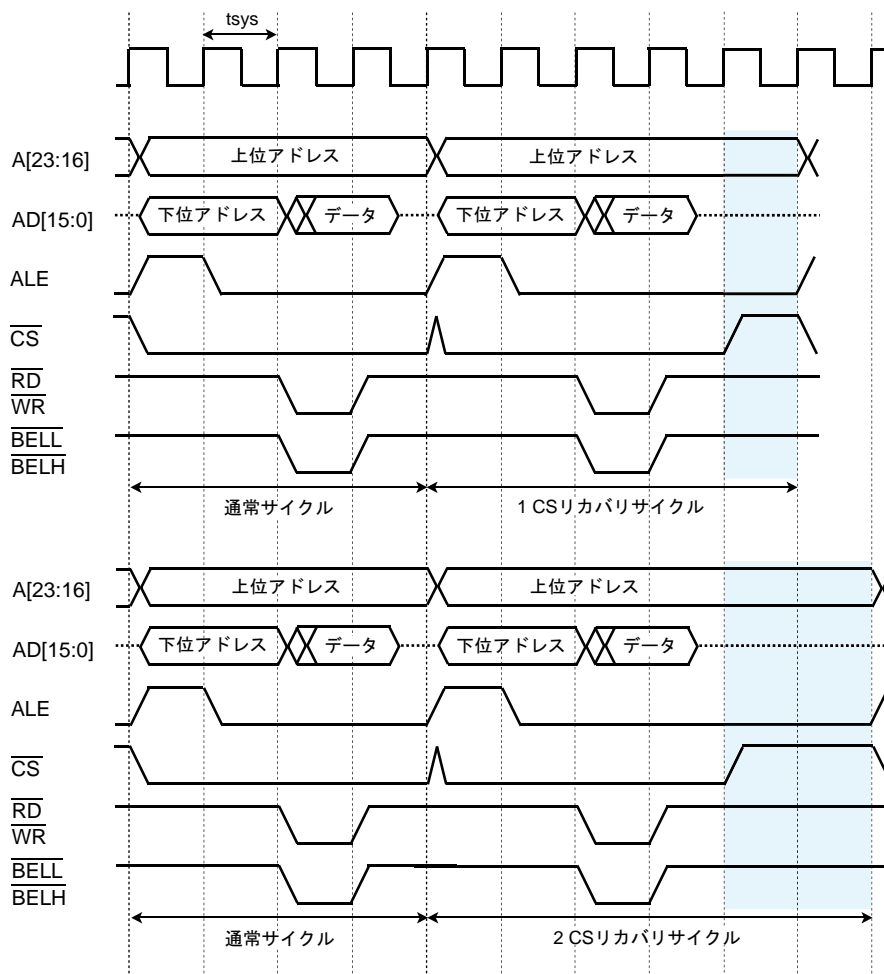 tsys
A[23:16] 上位アドレス 上位アドレス
AD[15:0] 下位アドレス データ 下位アドレス データ
ALE
CS
RD
WR
BELL
BELH
通常サイクル 1 CSリカバリサイクル
A[23:16] 上位アドレス 上位アドレス
AD[15:0] 下位アドレス データ 下位アドレス データ
ALE
CS
RD
WR
BELL
BELH
通常サイクル 2 CSリカバリサイクル